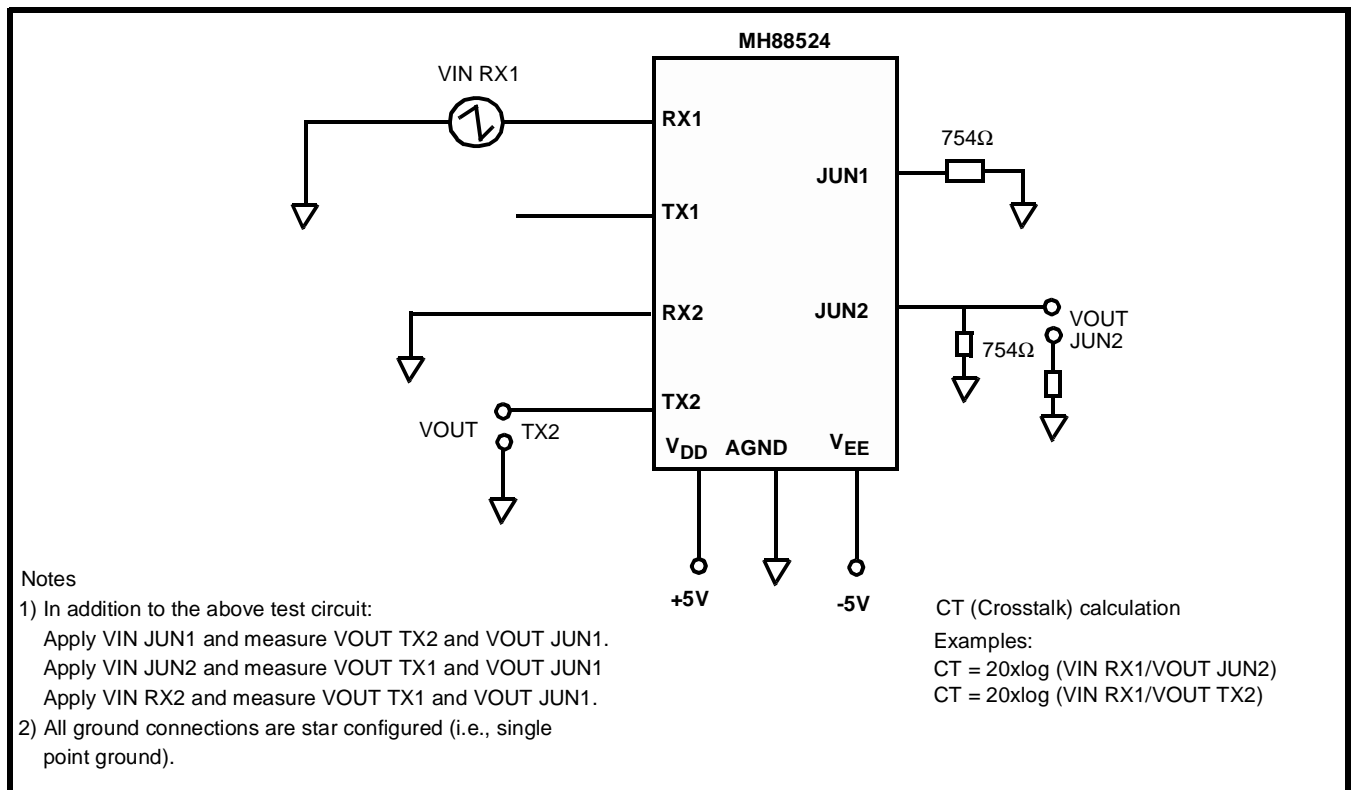 MH88524
VIN RX1
RX1
754Ω
JUN1
TX1
RX2
JUN2
VOUT
JUN2
754Ω
TX2
VOUT
TX2
VDD
AGND
VEE
+5V
-5V
Notes
1) In addition to the above test circuit:
Apply VIN JUN1 and measure VOUT TX2 and VOUT JUN1.
Apply VIN JUN2 and measure VOUT TX1 and VOUT JUN1
Apply VIN RX2 and measure VOUT TX1 and VOUT JUN1.
2) All ground connections are star configured (i.e., single
point ground).
CT (Crosstalk) calculation
Examples:
CT = 20xlog (VIN RX1/VOUT JUN2)
CT = 20xlog (VIN RX1/VOUT TX2)